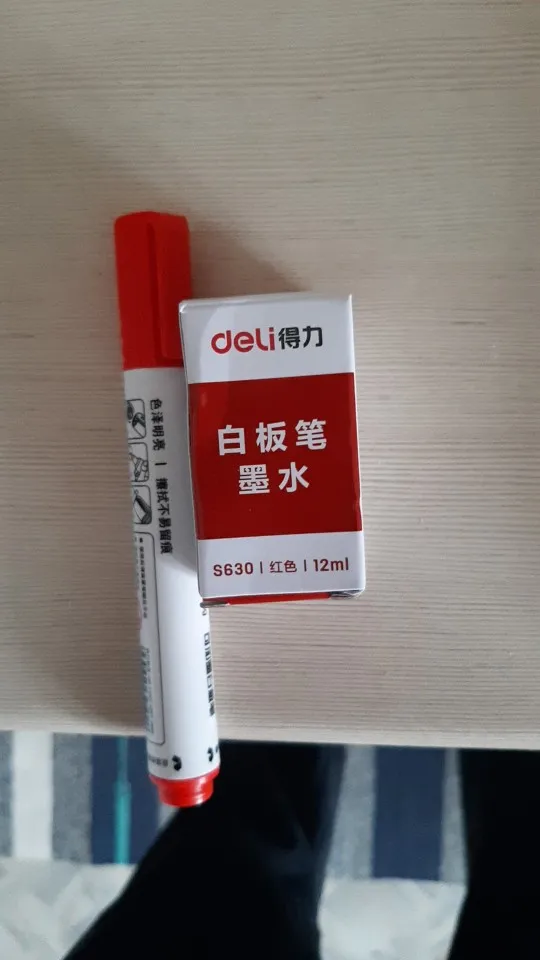 deli得力
白板笔
墨水
S630 | 红色 | 12ml
色泽明亮 | 擦拭不易留痕